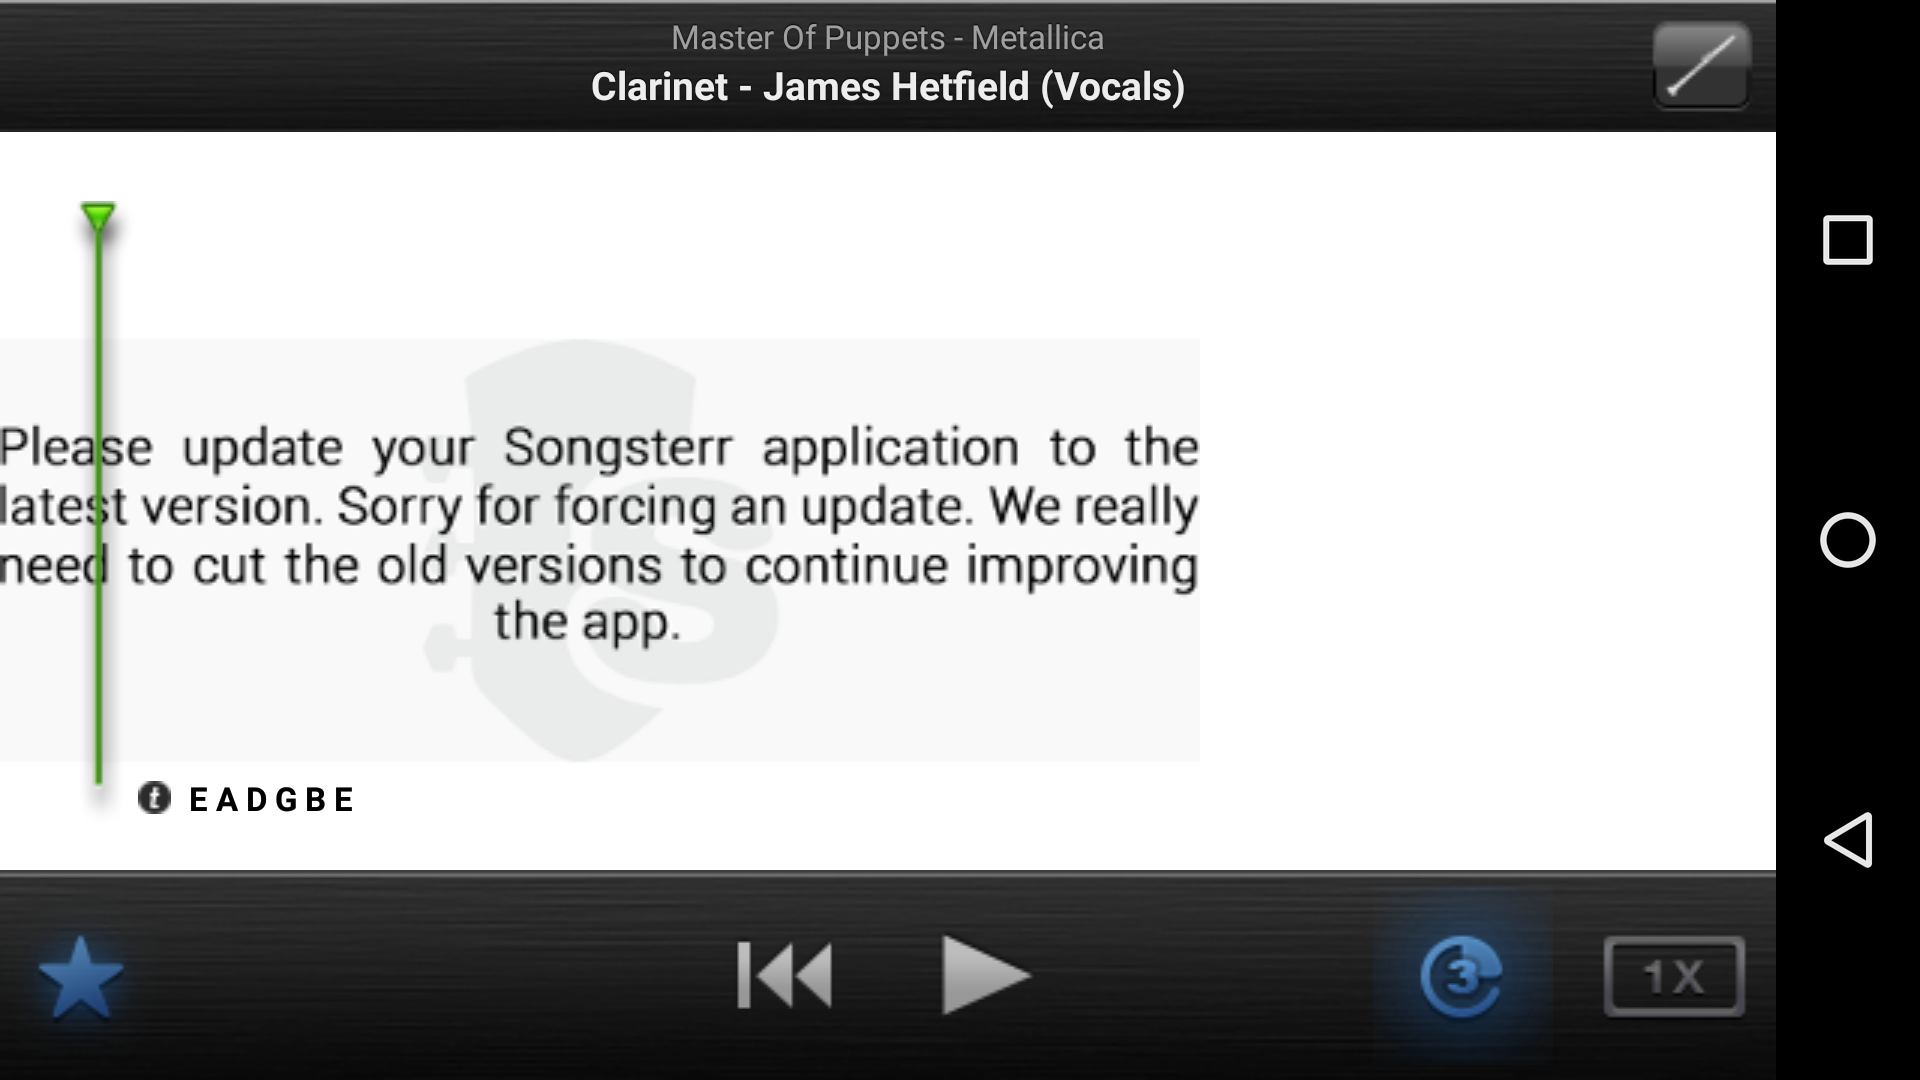 Master Of Puppets - Metallica
Clarinet - James Hetfield (Vocals)
Please update your Songsterr application to the
latest version. Sorry for forcing an update. We really
need to cut the old versions to continue improving
the app.
t EADGBE
3
1X